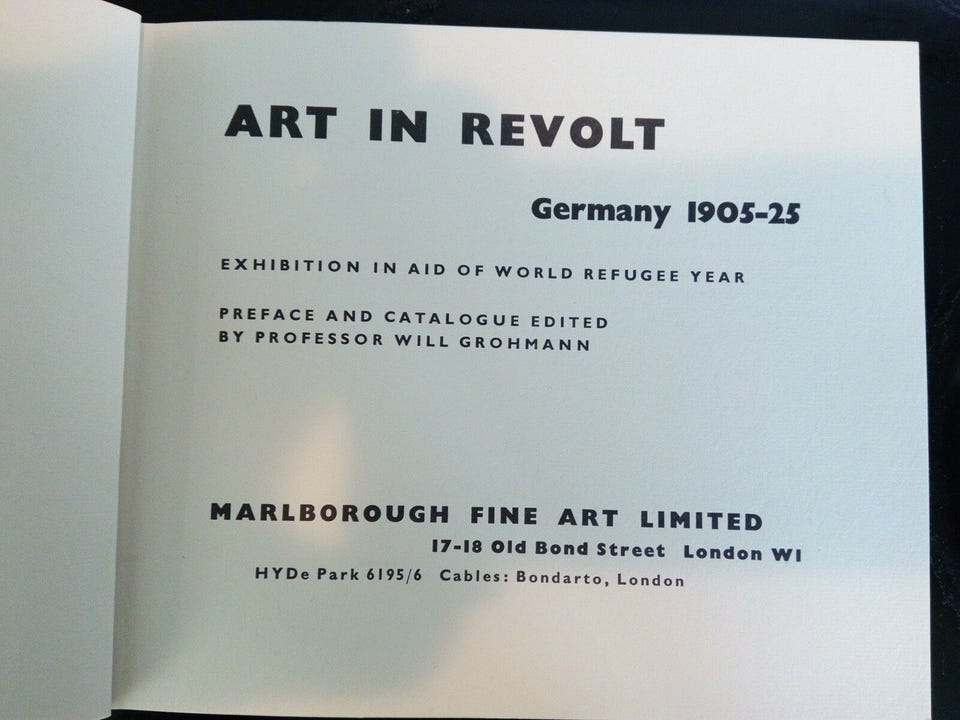 ART IN REVOLT
Germany 1905-25
EXHIBITION IN AID OF WORLD REFUGEE YEAR
PREFACE AND CATALOGUE EDITED
BY PROFESSOR WILL GROHMANN
MARLBOROUGH FINE ART LIMITED
17-18 Old Bond Street London W1
HYDe Park 6195/6 Cables: Bondarto, London